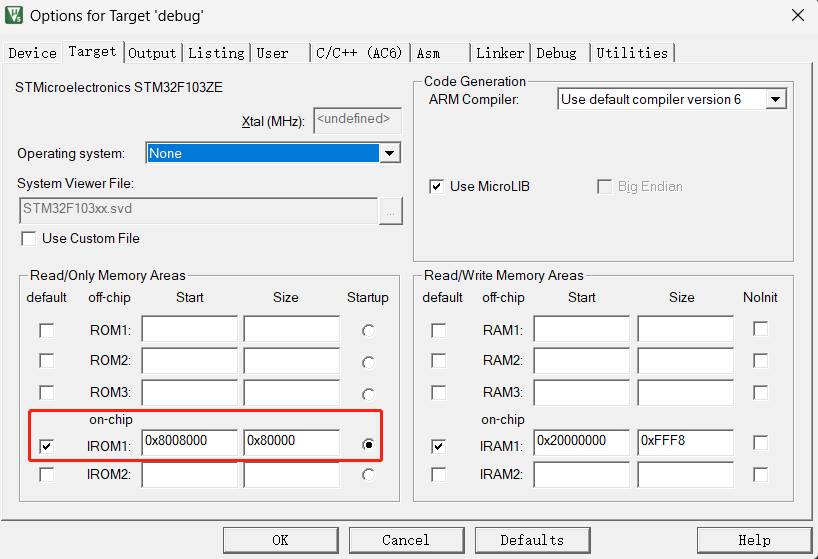 Options for Target 'debug'
Device Target Output Listing User C/C++ (AC6) Asm Linker Debug Utilities
STMicroelectronics STM32F103ZE
Xtal (MHz): <undefined>
Operating system: None
System Viewer File:
STM32F103xx.svd ...
Use Custom File
Code Generation
ARM Compiler: Use default compiler version 6
Use MicroLIB Big Endian
Read/Only Memory Areas
default off-chip Start Size Startup
ROM1:
ROM2:
ROM3:
on-chip
IROM1: 0x8008000 0x80000
IROM2:
Read/Write Memory Areas
default off-chip Start Size NoInit
RAM1:
RAM2:
RAM3:
on-chip
IRAM1: 0x20000000 0xFFF8
IRAM2:
OK Cancel Defaults Help